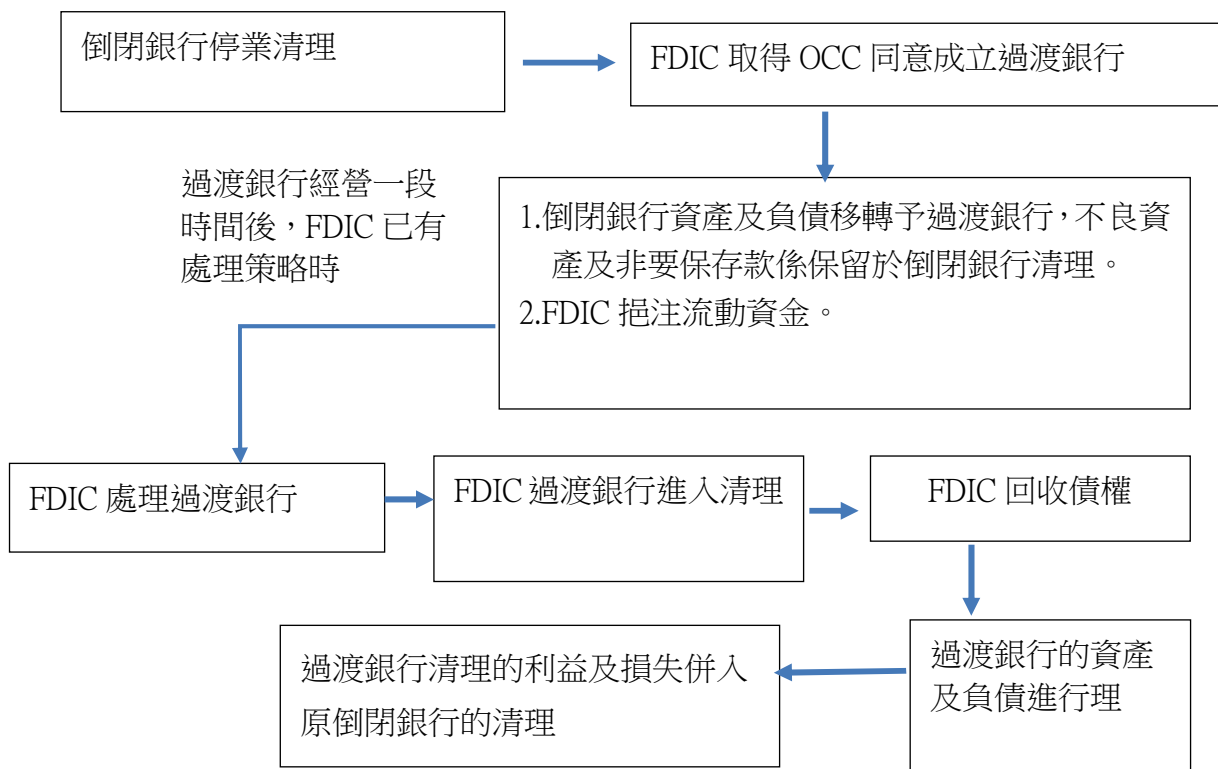 倒閉銀行停業清理
FDIC 取得 OCC 同意成立過渡銀行
過渡銀行經營一段
時間後，FDIC 已有
處理策略時
1.倒閉銀行資產及負債移轉予過渡銀行，不良資
產及非要保存款係保留於倒閉銀行清理。
2.FDIC 挹注流動資金。
FDIC 處理過渡銀行
FDIC 過渡銀行進入清理
FDIC 回收債權
過渡銀行的資產
及負債進行理
過渡銀行清理的利益及損失併入
原倒閉銀行的清理